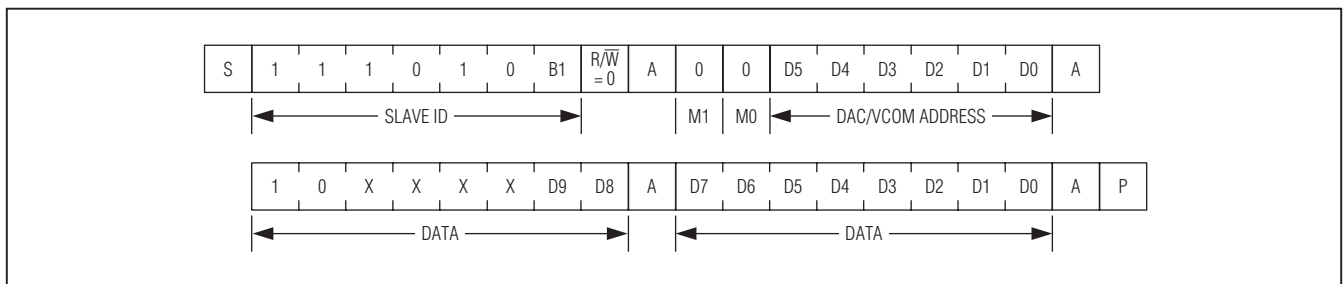 S 1 1 1 0 1 0 B1 R/W̅ = 0 A 0 0 D5 D4 D3 D2 D1 D0 A
SLAVE ID M1 M0 DAC/VCOM ADDRESS
1 0 X X X X D9 D8 A D7 D6 D5 D4 D3 D2 D1 D0 A P
DATA DATA